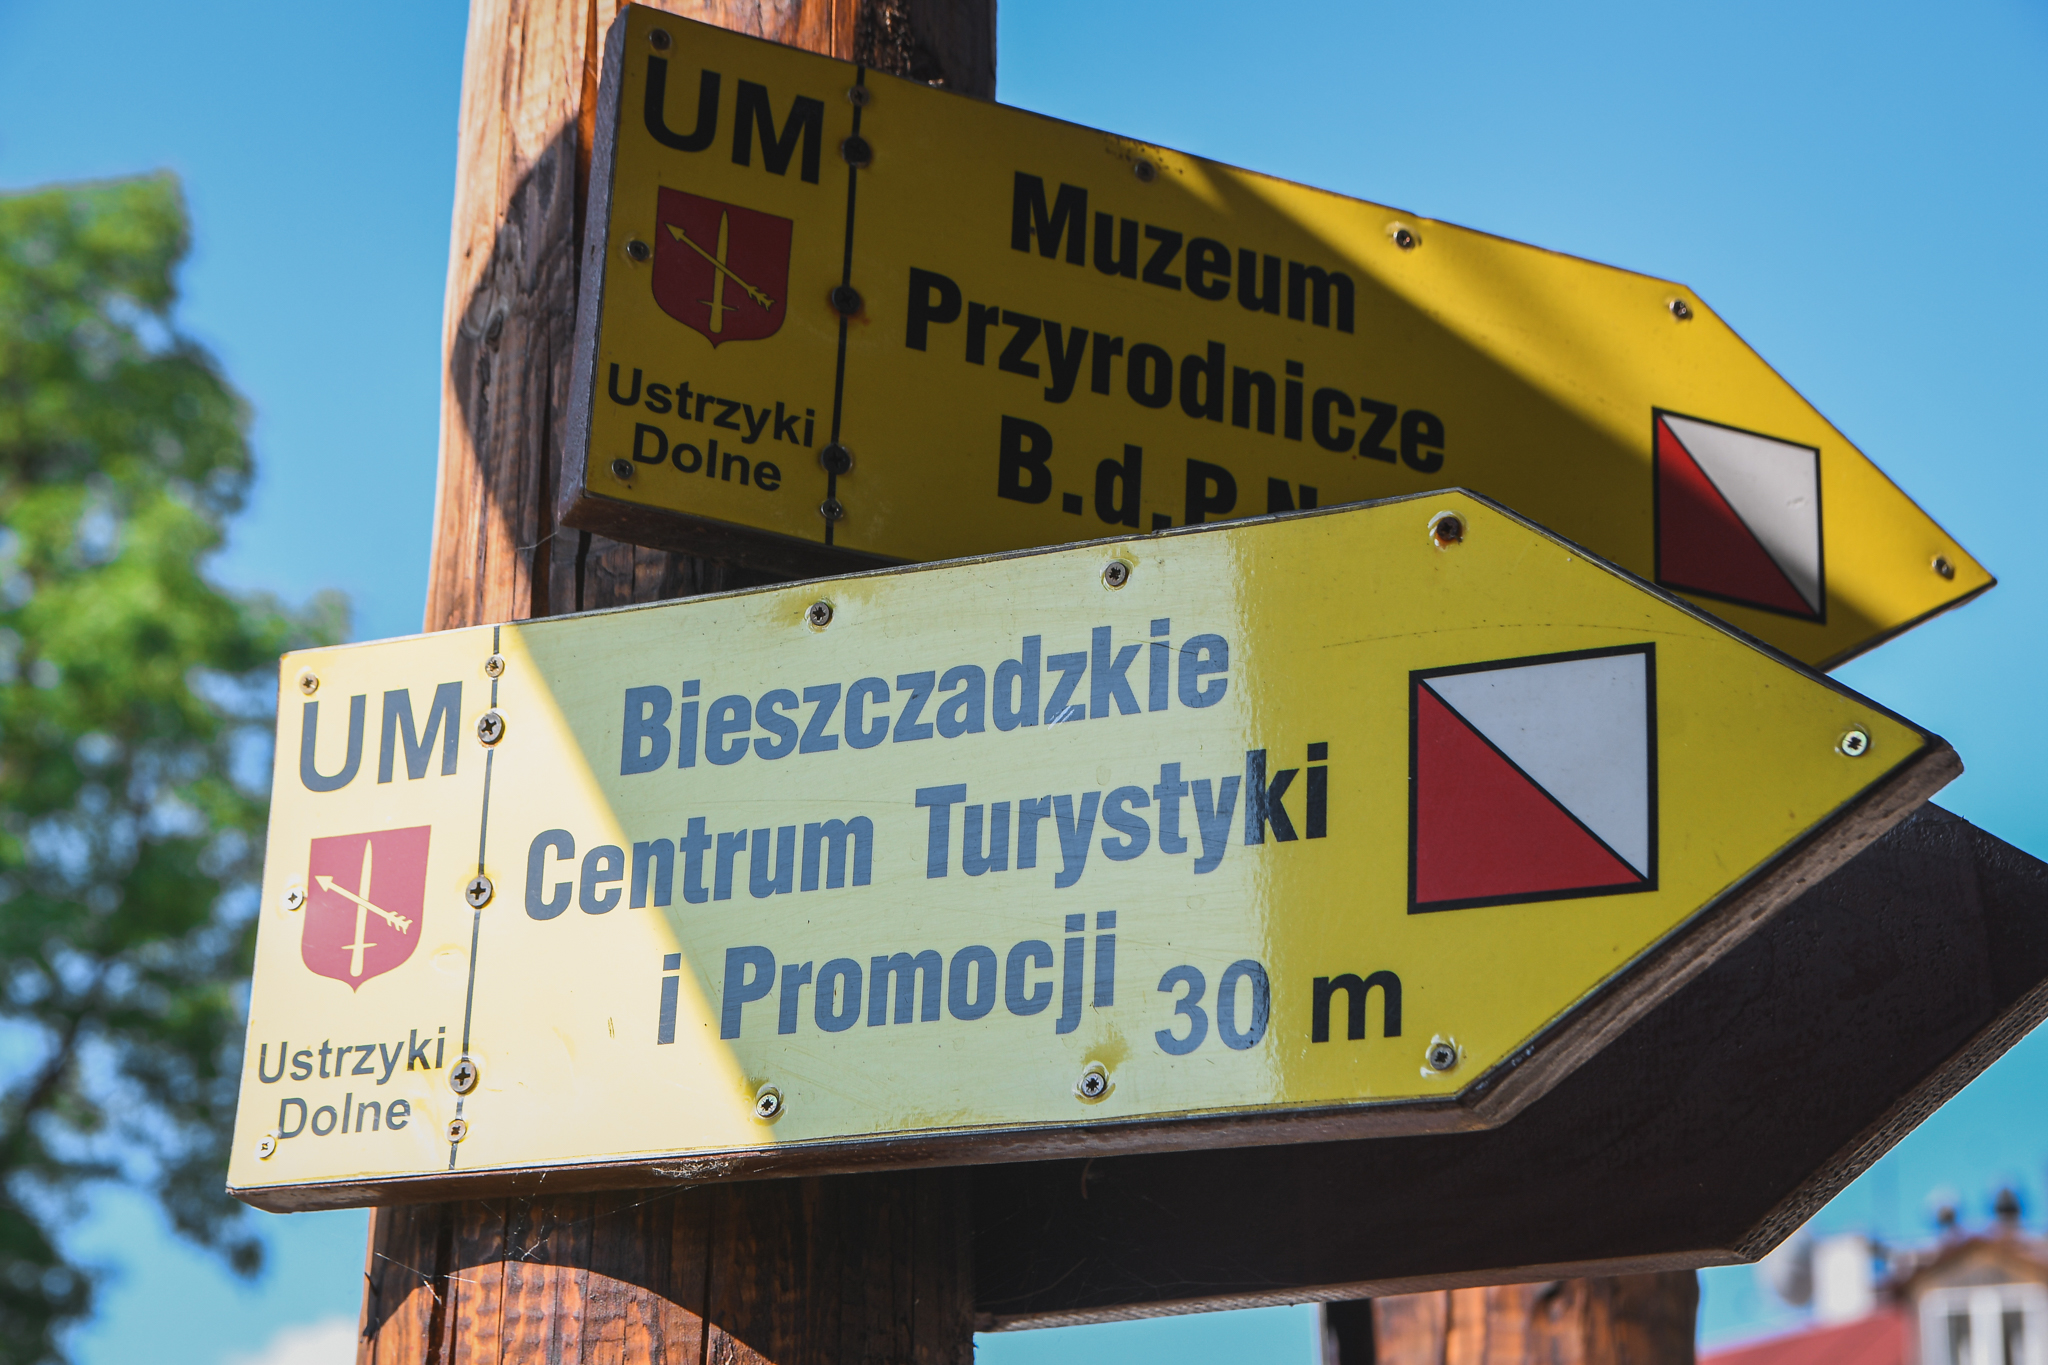 UM
Ustrzyki
Dolne
Muzeum
Przyrodnicze
B.d.P.N
UM
Ustrzyki
Dolne
Bieszczadzkie
Centrum Turystyki
i Promocji 30 m